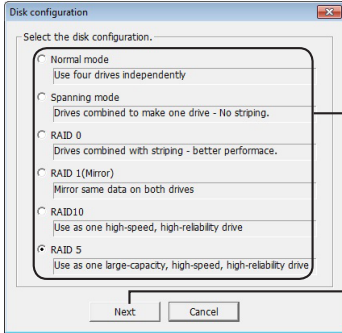 Disk configuration
Select the disk configuration.
Normal mode
Use four drives independently
Spanning mode
Drives combined to make one drive - No striping.
RAID 0
Drives combined with striping - better performace.
RAID 1(Mirror)
Mirror same data on both drives
RAID10
Use as one high-speed, high-reliability drive
RAID 5
Use as one large-capacity, high-speed, high-reliability drive
Next
Cancel